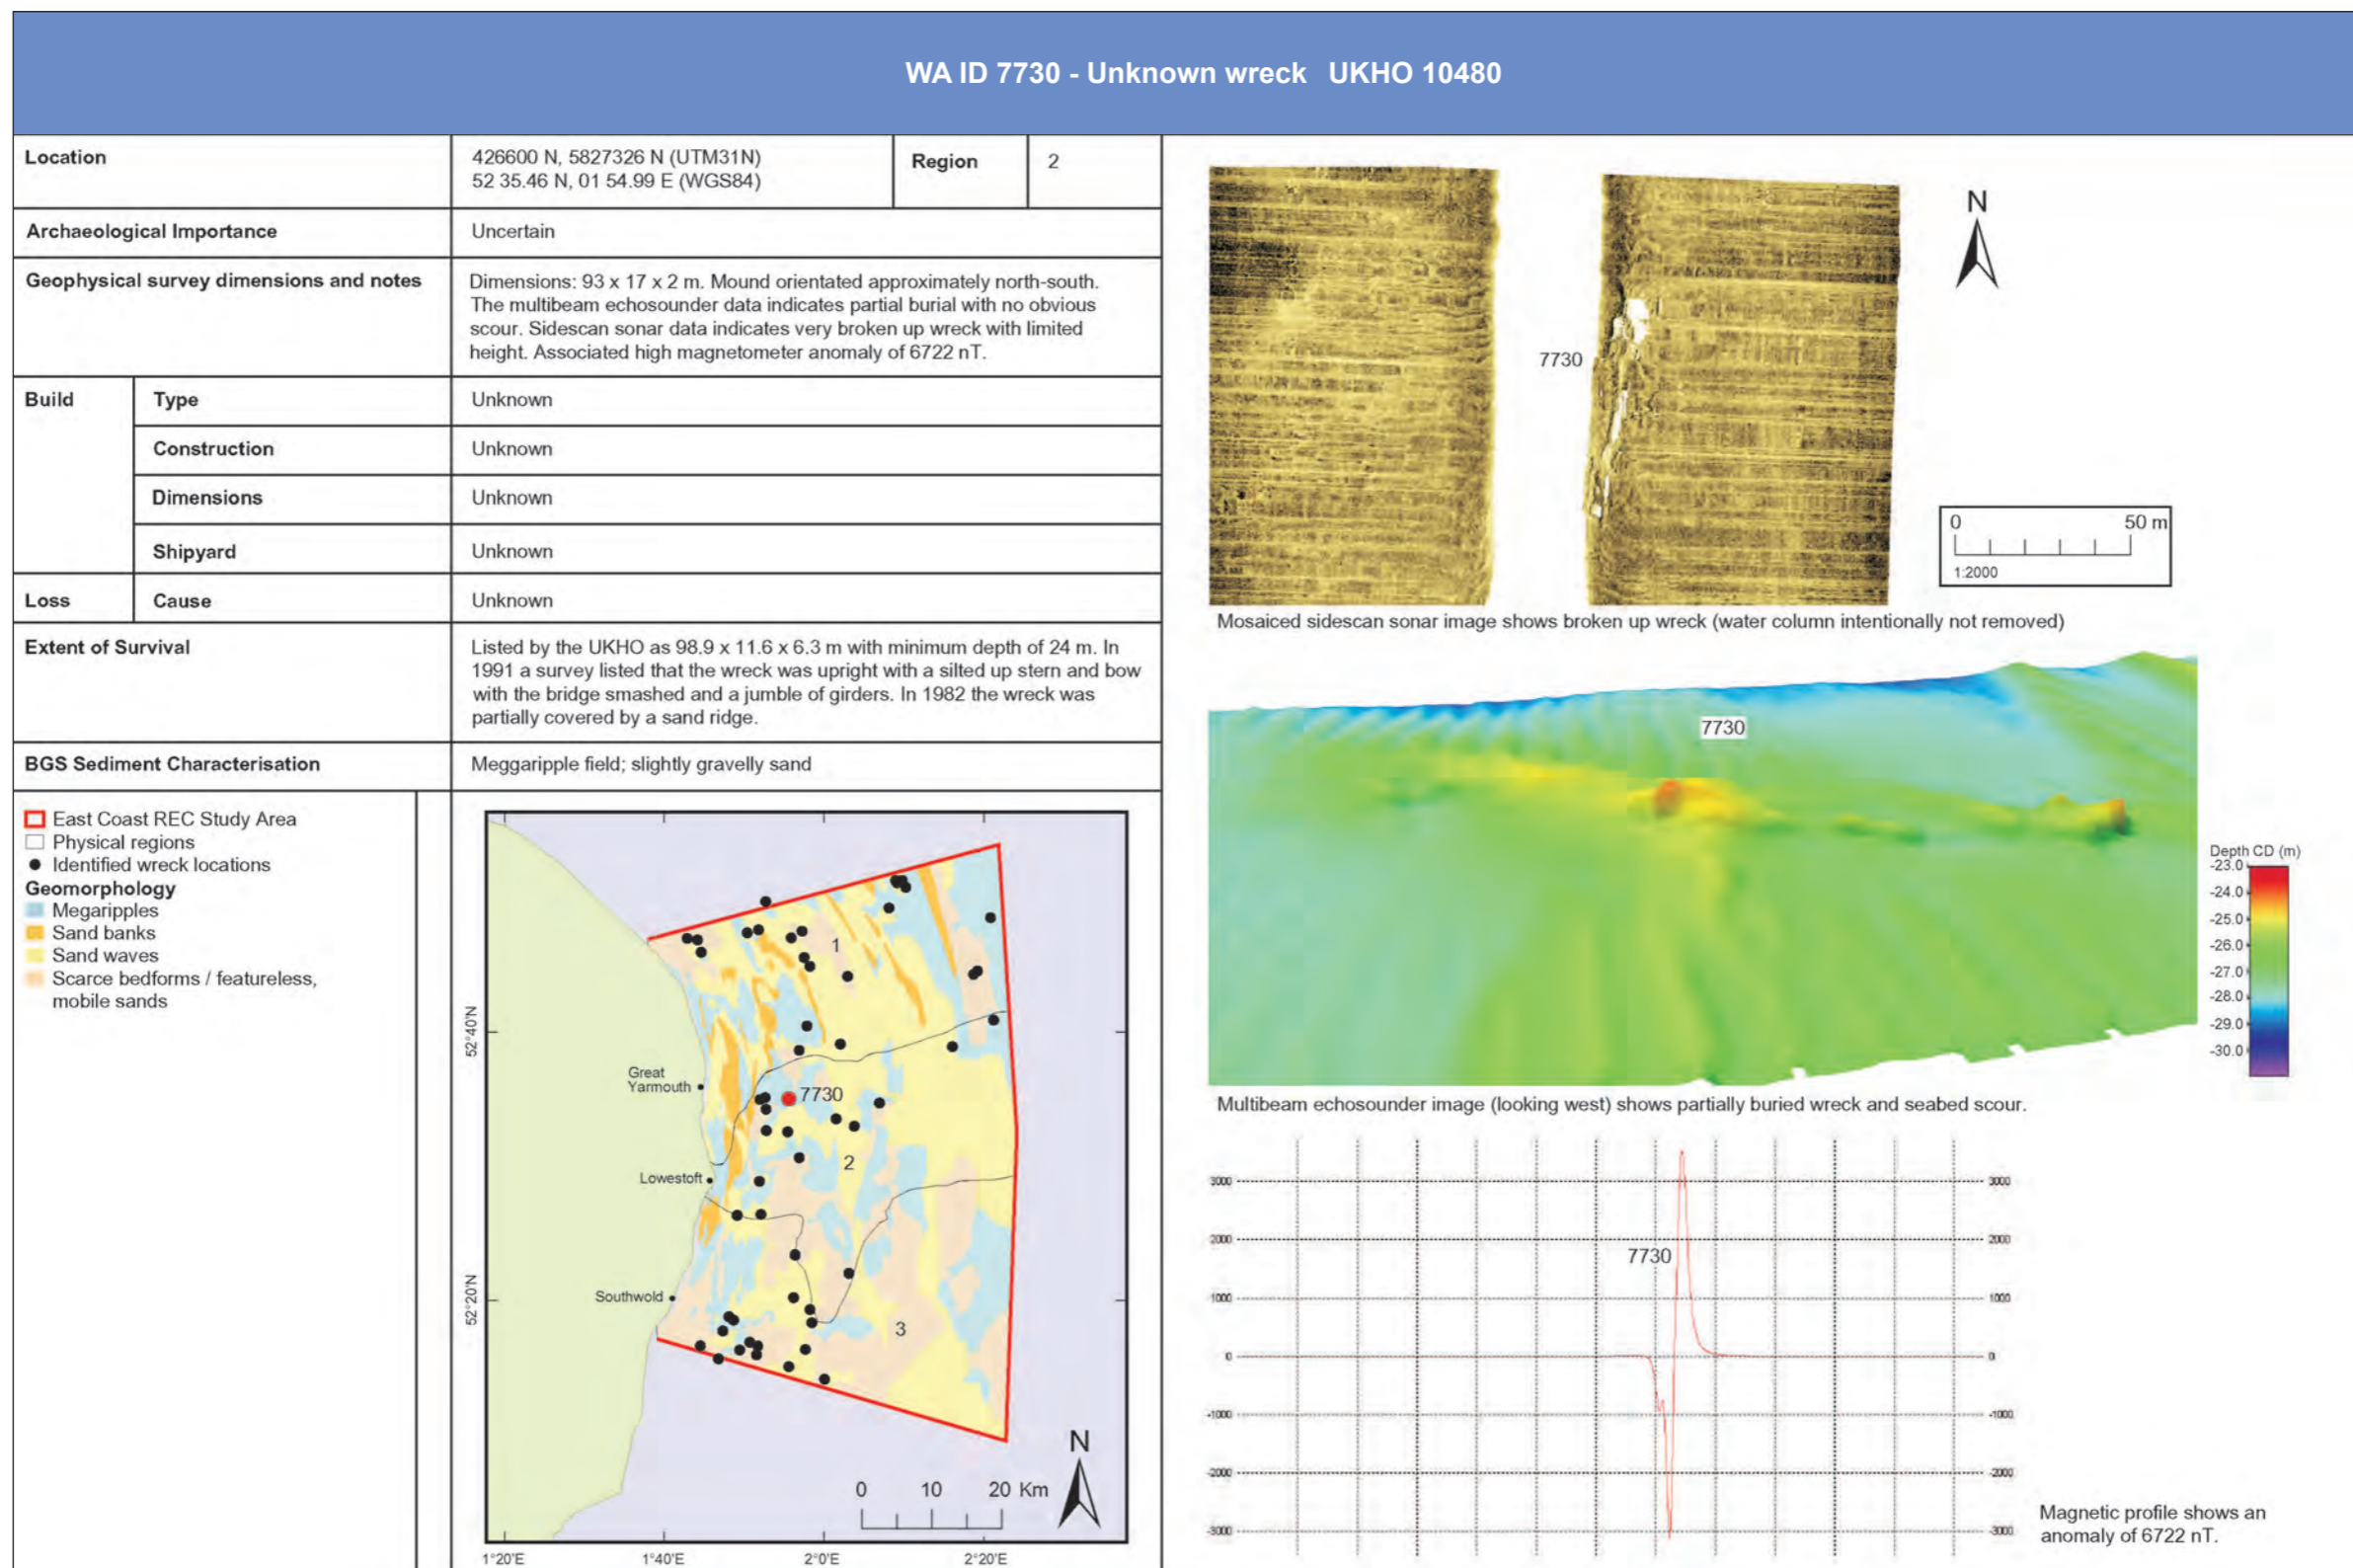 WA ID 7730 - Unknown wreck UKHO 10480
Location
426600 N, 5827326 N (UTM31N)
52 35.46 N, 01 54.99 E (WGS84)
Region
2
Archaeological Importance
Uncertain
Geophysical survey dimensions and notes
Dimensions: 93 x 17 x 2 m. Mound orientated approximately north-south.
The multibeam echosounder data indicates partial burial with no obvious
scour. Sidescan sonar data indicates very broken up wreck with limited
height. Associated high magnetometer anomaly of 6722 nT.
Build
Type
Unknown
Construction
Unknown
Dimensions
Unknown
Shipyard
Unknown
Loss
Cause
Unknown
Extent of Survival
Listed by the UKHO as 98.9 x 11.6 x 6.3 m with minimum depth of 24 m. In
1991 a survey listed that the wreck was upright with a silted up stern and bow
with the bridge smashed and a jumble of girders. In 1982 the wreck was
partially covered by a sand ridge.
BGS Sediment Characterisation
Meggaripple field; slightly gravelly sand
East Coast REC Study Area
Physical regions
Identified wreck locations
Geomorphology
Megaripples
Sand banks
Sand waves
Scarce bedforms / featureless,
mobile sands
1
52°40'N
Great
Yarmouth
7730
2
Lowestoft
52°20'N
Southwold
3
N
0 10 20 Km
1°20'E 1°40'E 2°0'E 2°20'E
N
7730
0 50 m
1:2000
Mosaiced sidescan sonar image shows broken up wreck (water column intentionally not removed)
7730
Depth CD (m)
-23.0
-24.0
-25.0
-26.0
-27.0
-28.0
-29.0
-30.0
Multibeam echosounder image (looking west) shows partially buried wreck and seabed scour.
3000 3000
2000 2000
7730
1000 1000
0 0
-1000 -1000
-2000 -2000
-3000 -3000
Magnetic profile shows an
anomaly of 6722 nT.